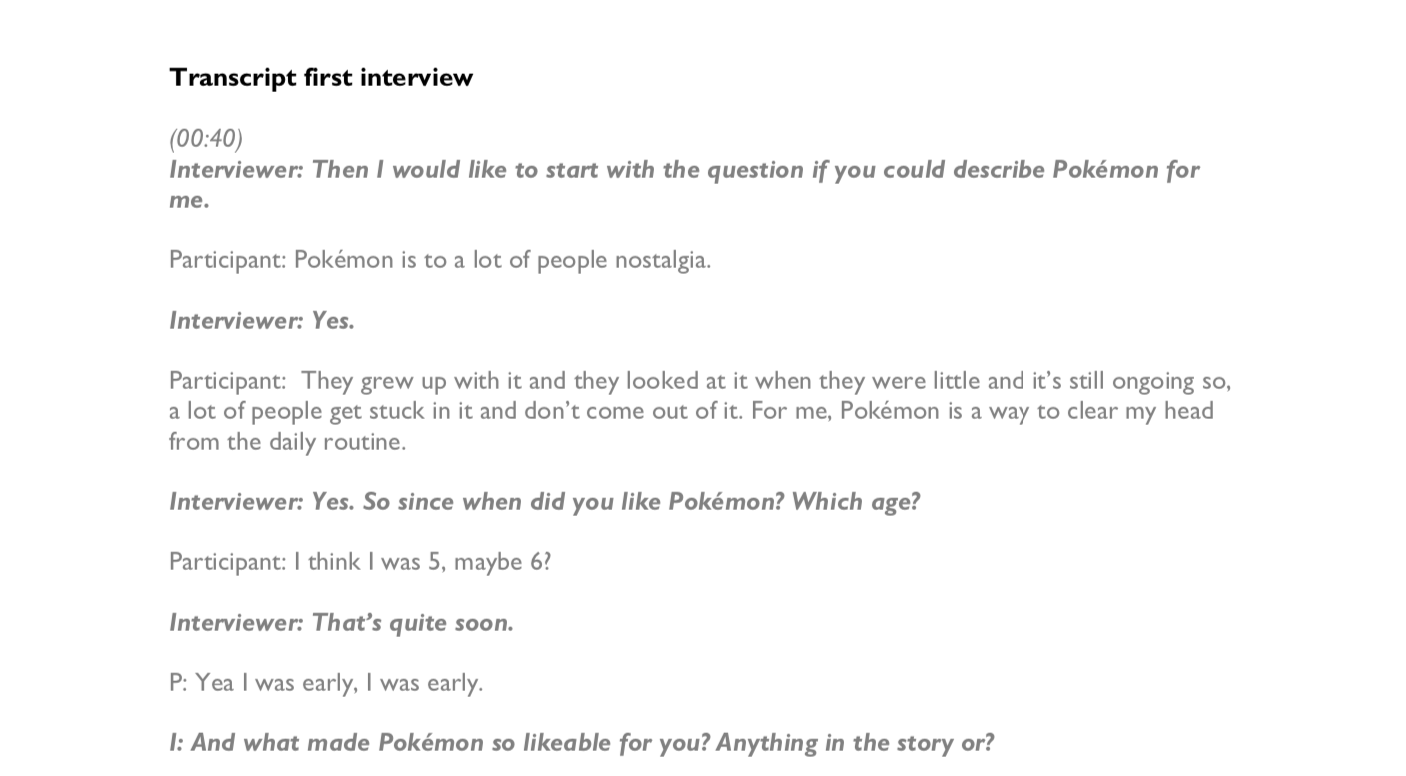 Transcript first interview
(00:40)
Interviewer: Then I would like to start with the question if you could describe Pokémon for
me.
Participant: Pokémon is to a lot of people nostalgia.
Interviewer: Yes.
Participant:  They grew up with it and they looked at it when they were little and it’s still ongoing so,
a lot of people get stuck in it and don’t come out of it. For me, Pokémon is a way to clear my head
from the daily routine.
Interviewer: Yes. So since when did you like Pokémon? Which age?
Participant: I think I was 5, maybe 6?
Interviewer: That’s quite soon.
P: Yea I was early, I was early.
I: And what made Pokémon so likeable for you? Anything in the story or?